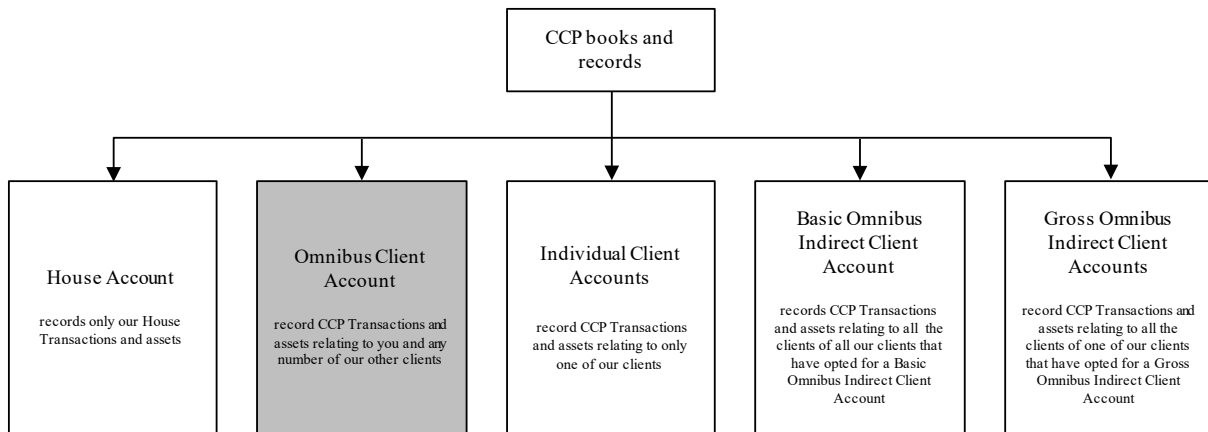 CCP books and
records
House Account
records only our House
Transactions and assets
Omnibus Client
Account
record CCP Transactions and
assets relating to you and any
number of our other clients
Individual Client
Accounts
record CCP Transactions
and assets relating to only
one of our clients
Basic Omnibus
Indirect Client
Account
records CCP Transactions
and assets relating to all the
clients of all our clients that
have opted for a Basic
Omnibus Indirect Client
Account
Gross Omnibus
Indirect Client
Accounts
record CCP Transactions and
assets relating to all the
clients of one of our clients
that have opted for a Gross
Omnibus Indirect Client
Account